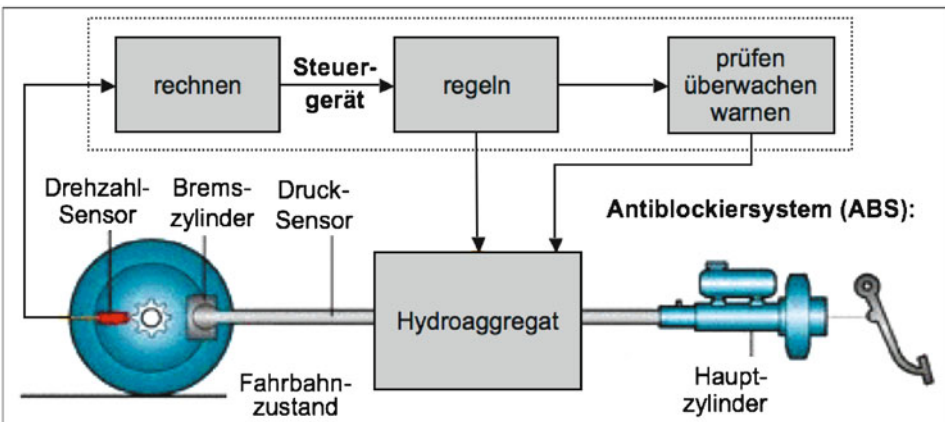 rechnen
Steuer-
gerät
regeln
prüfen
überwachen
warnen
Drehzahl-
Sensor
Brems-
zylinder
Druck-
Sensor
Antiblockiersystem (ABS):
Hydroaggregat
Fahrbahn-
zustand
Haupt-
zylinder